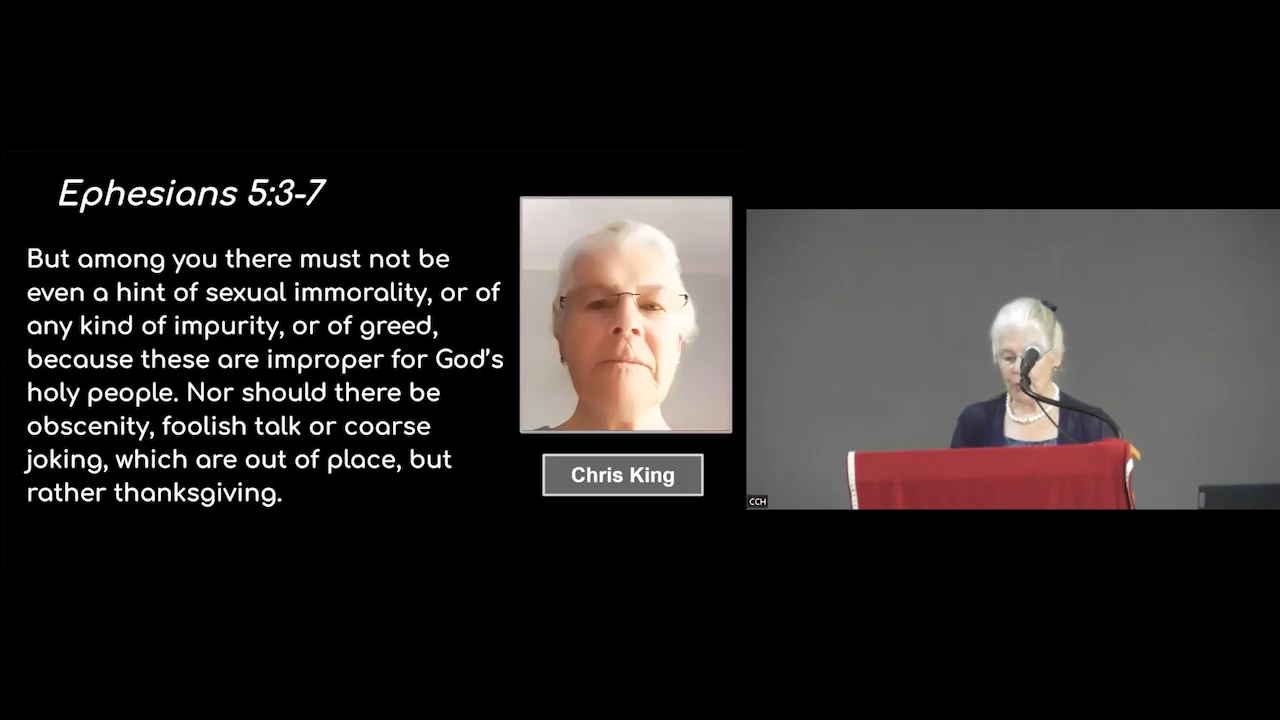 Ephesians 5:3-7
But among you there must not be
even a hint of sexual immorality, or of
any kind of impurity, or of greed,
because these are improper for God's
holy people. Nor should there be
obscenity, foolish talk or coarse
joking, which are out of place, but
rather thanksgiving.
Chris King
CCH